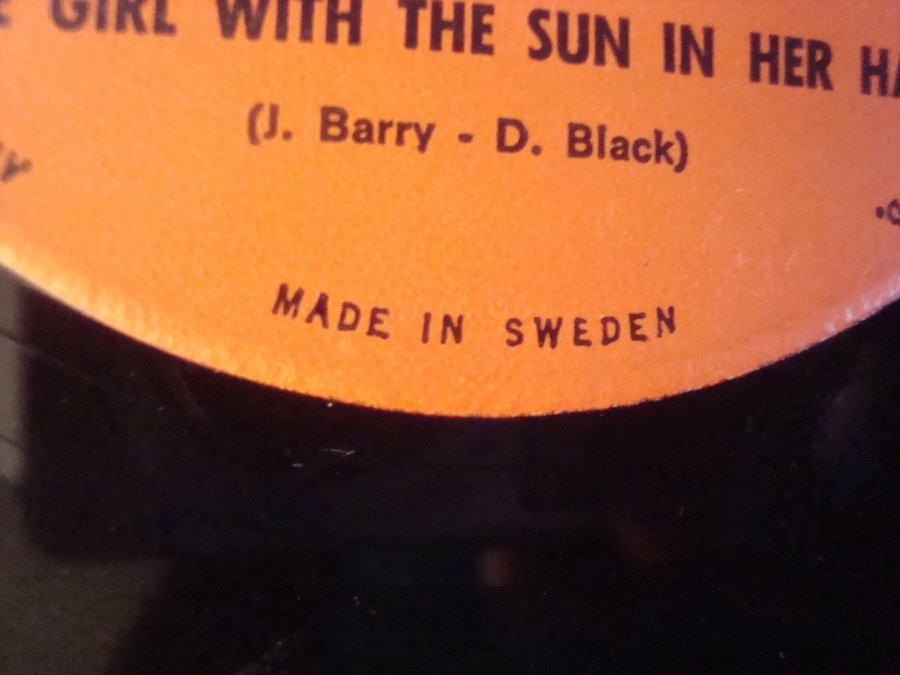 GIRL WITH THE SUN IN HER
(J. Barry - D. Black)
MADE IN SWEDEN